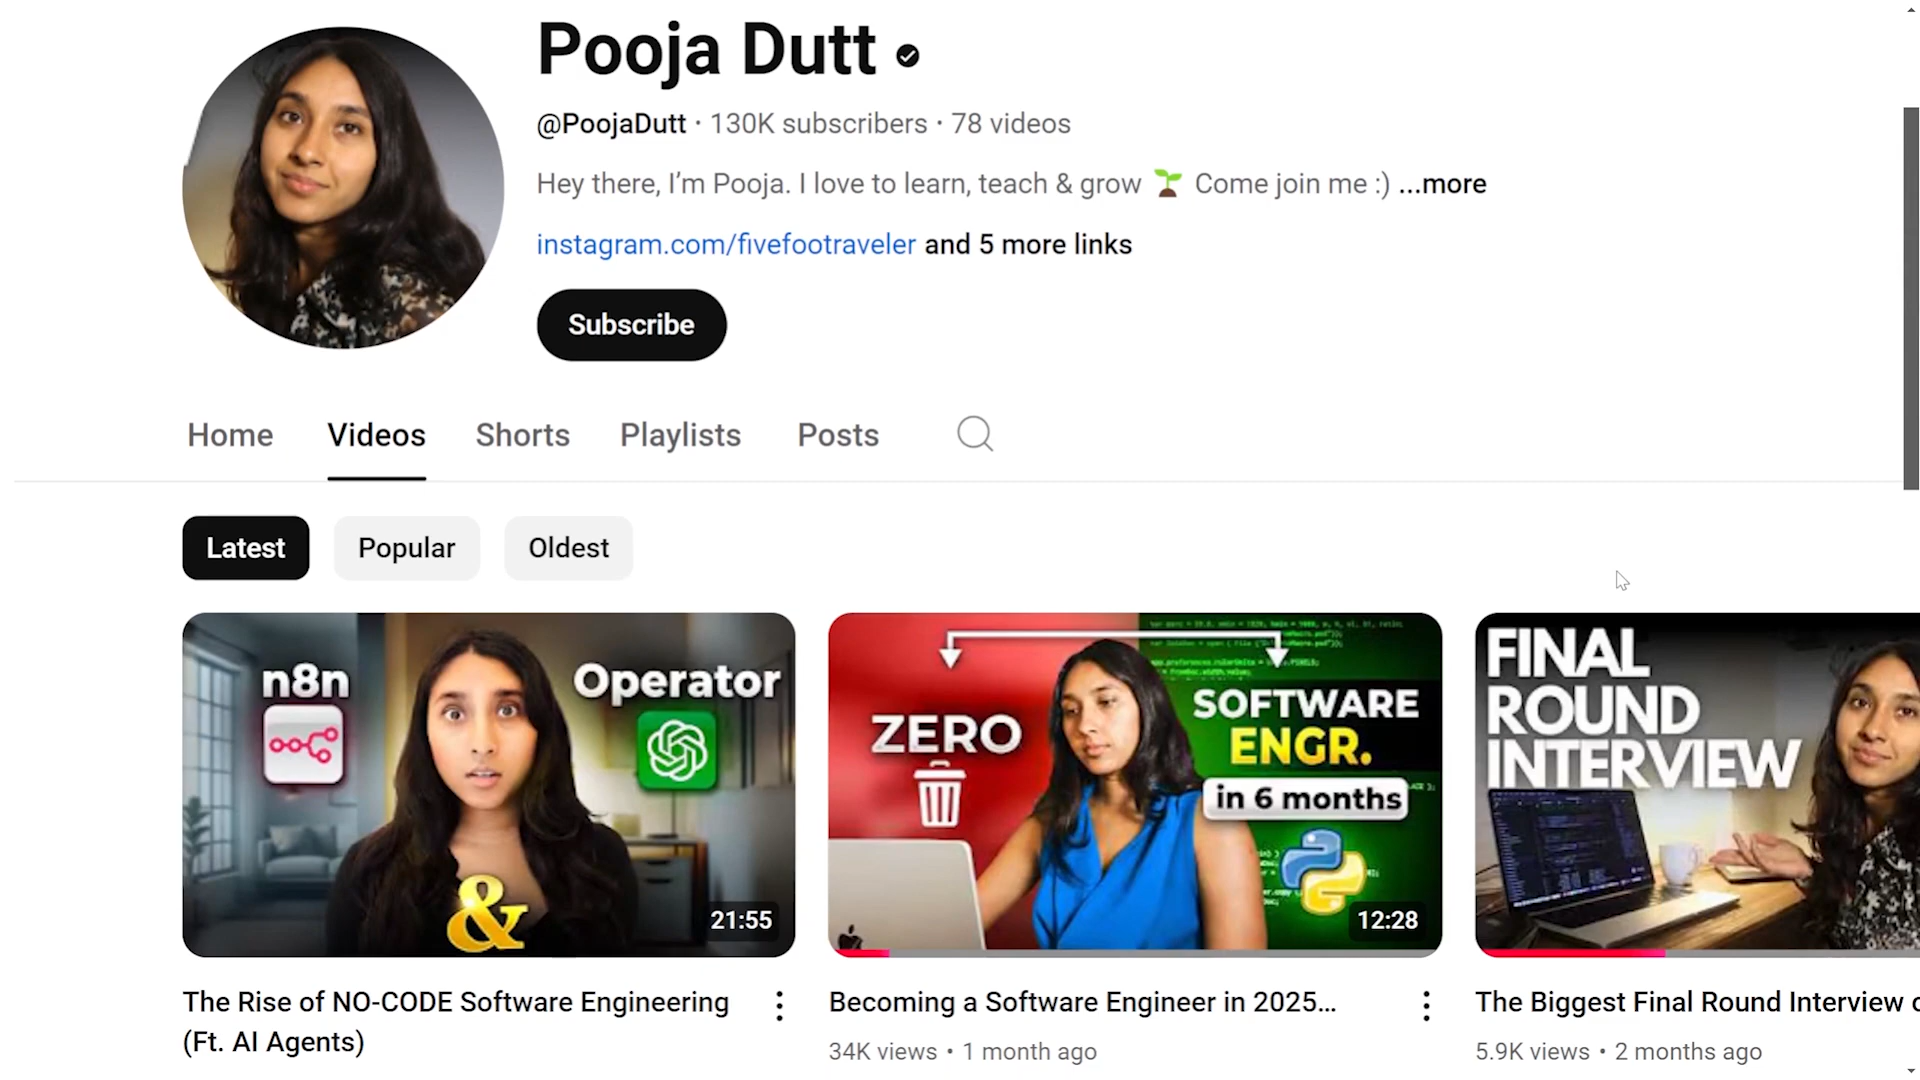 Pooja Dutt
@PoojaDutt · 130K subscribers · 78 videos
Hey there, I’m Pooja. I love to learn, teach & grow 🌱 Come join me :) ...more
instagram.com/fivefootraveler and 5 more links
Subscribe
Home Videos Shorts Playlists Posts
Latest Popular Oldest
n8n
Operator
&
21:55
ZERO
SOFTWARE
ENGR.
in 6 months
12:28
FINAL
ROUND
INTERVIEW
The Rise of NO-CODE Software Engineering
(Ft. AI Agents)
Becoming a Software Engineer in 2025...
34K views • 1 month ago
The Biggest Final Round Interview
5.9K views • 2 months ago